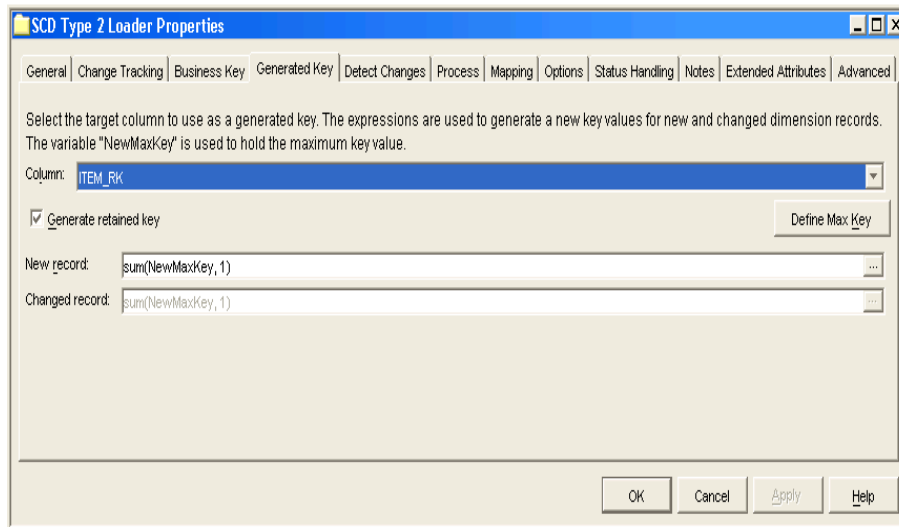 SCD Type 2 Loader Properties
General Change Tracking Business Key Generated Key Detect Changes Process Mapping Options Status Handling Notes Extended Attributes Advanced
Select the target column to use as a generated key. The expressions are used to generate a new key values for new and changed dimension records.
The variable "NewMaxKey" is used to hold the maximum key value.
Column: ITEM_RK
Generate retained key Define Max Key
New record: sum(NewMaxKey, 1) ...
Changed record: sum(NewMaxKey, 1) ...
OK Cancel Apply Help